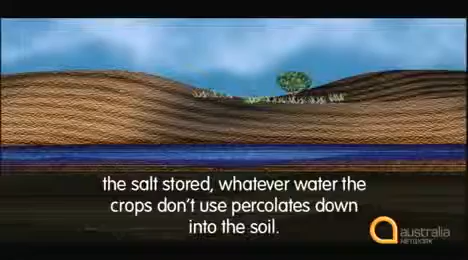 the salt stored, whatever water the
crops don't use percolates down
into the soil.
australia
NETWORK